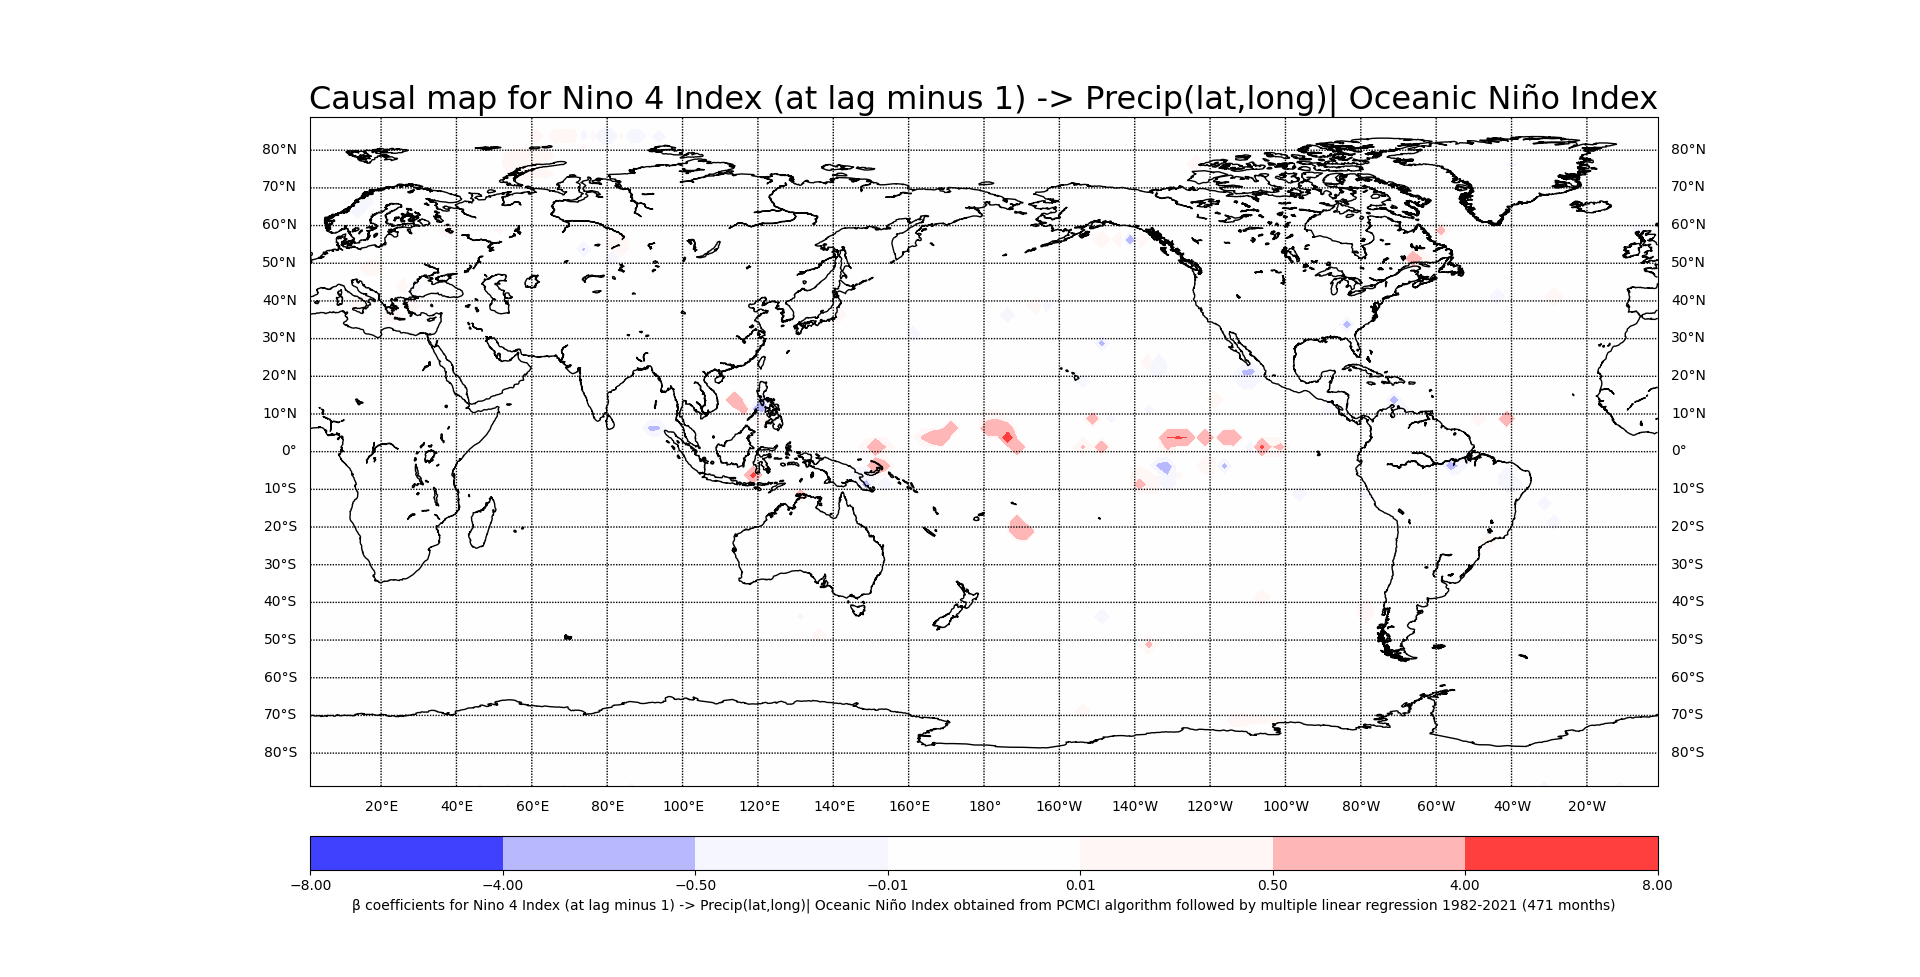 Causal map for Nino 4 Index (at lag minus 1) -> Precip(lat,long)| Oceanic Niño Index
80°N 80°N
70°N 70°N
60°N 60°N
50°N 50°N
40°N 40°N
30°N 30°N
20°N 20°N
10°N 10°N
0° 0°
10°S 10°S
20°S 20°S
30°S 30°S
40°S 40°S
50°S 50°S
60°S 60°S
70°S 70°S
80°S 80°S
20°E 40°E 60°E 80°E 100°E 120°E 140°E 160°E 180° 160°W 140°W 120°W 100°W 80°W 60°W 40°W 20°W
−8.00 −4.00 −0.50 −0.01 0.01 0.50 4.00 8.00
β coefficients for Nino 4 Index (at lag minus 1) -> Precip(lat,long)| Oceanic Niño Index obtained from PCMCI algorithm followed by multiple linear regression 1982-2021 (471 months)